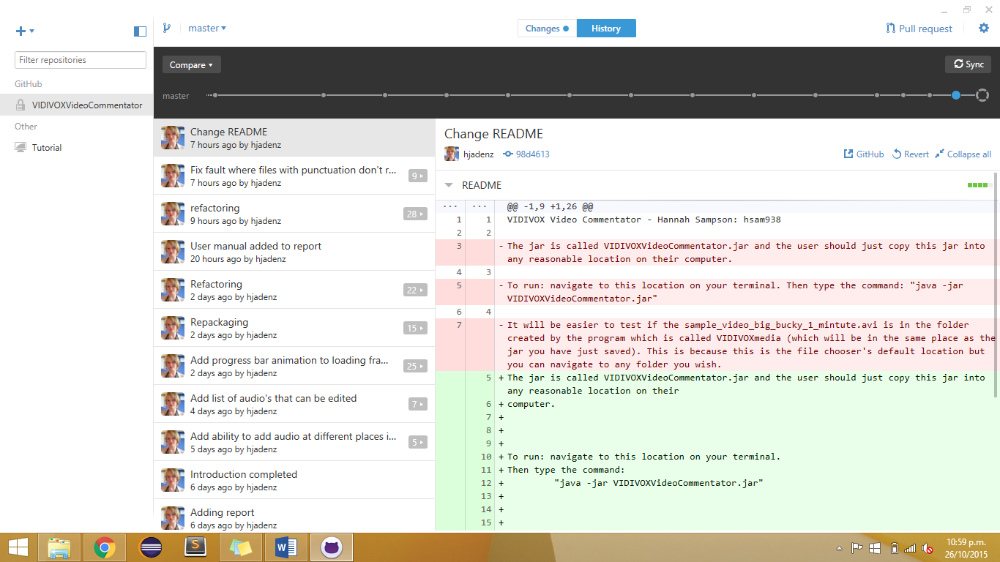 master
Changes
History
Pull request
Filter repositories
GitHub
VIDIVOXVideoCommentator
Other
Tutorial
Compare
Sync
master
Change README
7 hours ago by hjadenz
Fix fault where files with punctuation don't r...
7 hours ago by hjadenz
9
refactoring
9 hours ago by hjadenz
28
User manual added to report
20 hours ago by hjadenz
Refactoring
2 days ago by hjadenz
22
Repackaging
2 days ago by hjadenz
15
Add progress bar animation to loading fra...
2 days ago by hjadenz
25
Add list of audio's that can be edited
4 days ago by hjadenz
7
Add ability to add audio at different places i...
5 days ago by hjadenz
5
Introduction completed
6 days ago by hjadenz
Adding report
6 days ago by hjadenz
Change README
hjadenz 98d4613
GitHub Revert Collapse all
README
... ... @@ -1,9 +1,26 @@
1 1 VIDIVOX Video Commentator - Hannah Sampson: hsam938
2 2
3 - The jar is called VIDIVOXVideoCommentator.jar and the user should just copy this jar into
any reasonable location on their computer.
4 3
5 - To run: navigate to this location on your terminal. Then type the command: "java -jar
VIDIVOXVideoCommentator.jar"
6 4
7 - It will be easier to test if the sample_video_big_bucky_1_mintute.avi is in the folder
created by the program which is called VIDIVOXmedia (which will be in the same place as the
jar you have just saved). This is because this is the file chooser's default location but
you can navigate to any folder you wish.
5 + The jar is called VIDIVOXVideoCommentator.jar and the user should just copy this jar into
any reasonable location on their
6 + computer.
7 +
8 +
9 +
10 + To run: navigate to this location on your terminal.
11 + Then type the command:
12 + "java -jar VIDIVOXVideoCommentator.jar"
13 +
14 +
15 +
10:59 p.m.
26/10/2015